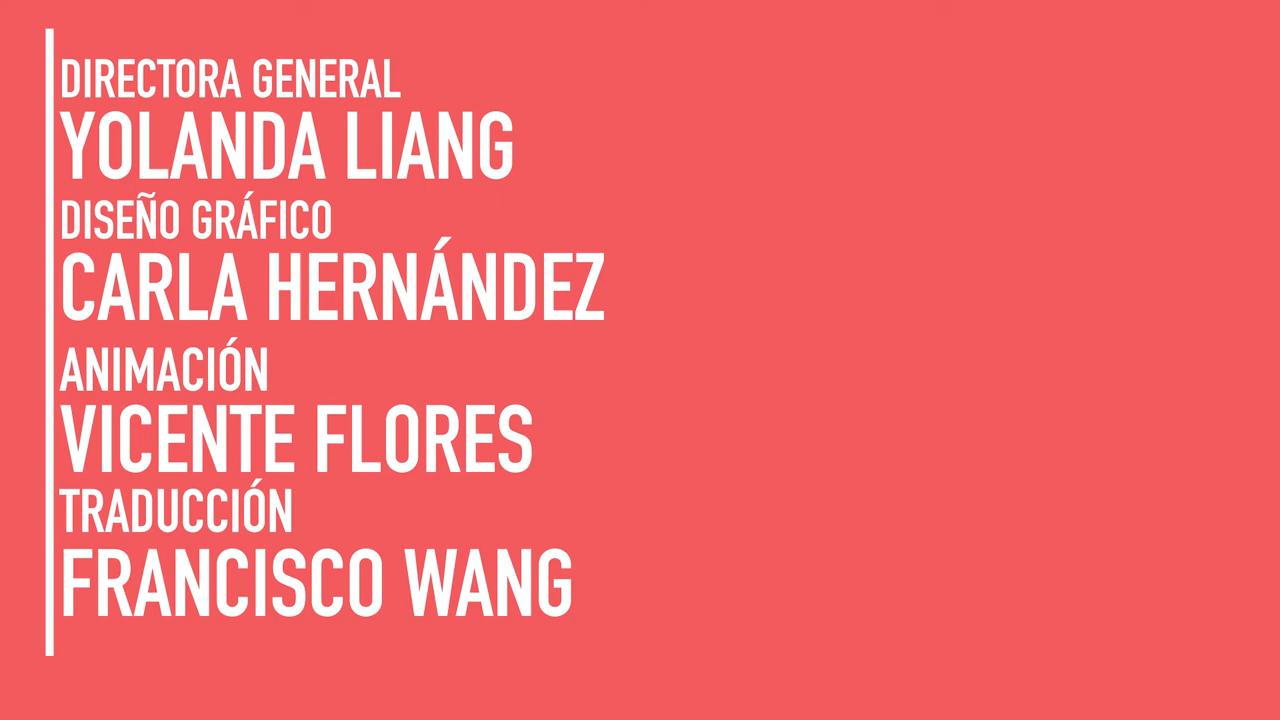 DIRECTORA GENERAL
YOLANDA LIANG
DISEÑO GRÁFICO
CARLA HERNÁNDEZ
ANIMACIÓN
VICENTE FLORES
TRADUCCIÓN
FRANCISCO WANG